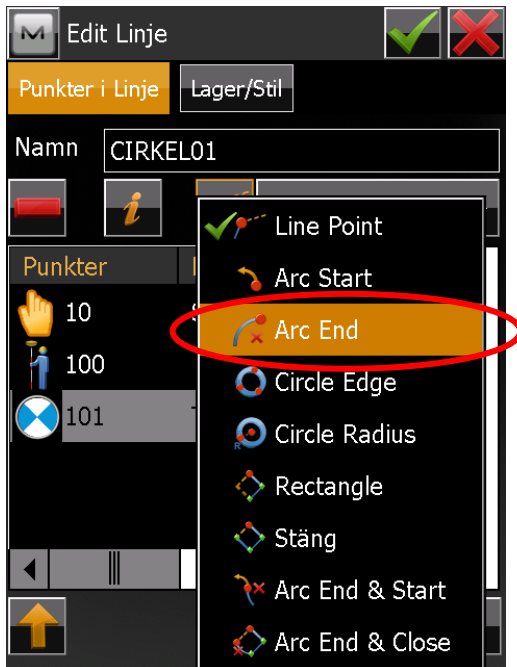 Edit Linje
Punkter i Linje
Lager/Stil
Namn
CIRKEL01
Punkter
10
100
101
Line Point
Arc Start
Arc End
Circle Edge
Circle Radius
Rectangle
Stäng
Arc End & Start
Arc End & Close